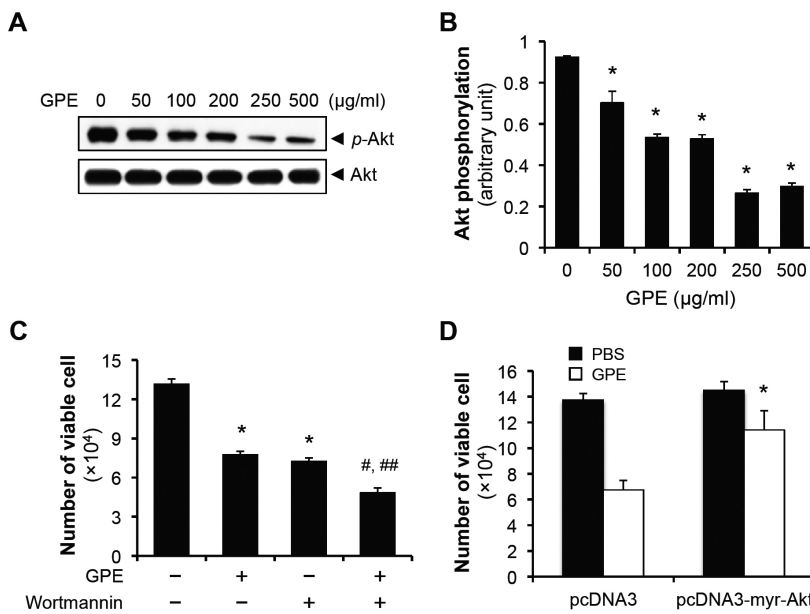 A
GPE 0 50 100 200 250 500 (µg/ml)
◄ p-Akt
◄ Akt
B
Akt phosphorylation
(arbitrary unit)
1
0.8
0.6
0.4
0.2
0
* * * * *
0 50 100 200 250 500
GPE (µg/ml)
C
Number of viable cell
(×10⁴)
15
12
9
6
3
0
* * #, ##
GPE − + − +
Wortmannin − − + +
D
PBS
GPE
Number of viable cell
(×10⁴)
16
14
12
10
8
6
4
2
0
*
pcDNA3 pcDNA3-myr-Akt